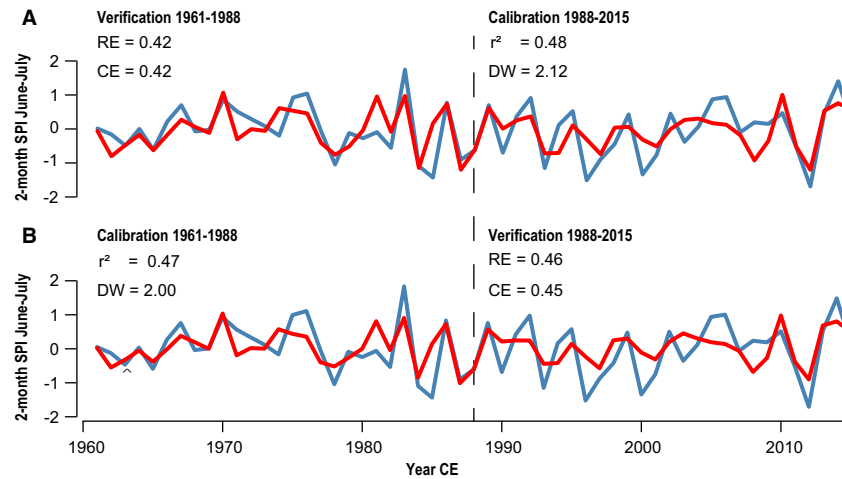 A
Verification 1961-1988
RE = 0.42
CE = 0.42
Calibration 1988-2015
r² = 0.48
DW = 2.12
2-month SPI June-July
2
1
0
-1
-2
B
Calibration 1961-1988
r² = 0.47
DW = 2.00
Verification 1988-2015
RE = 0.46
CE = 0.45
2-month SPI June-July
2
1
0
-1
-2
^
1960 1970 1980 1990 2000 2010
Year CE